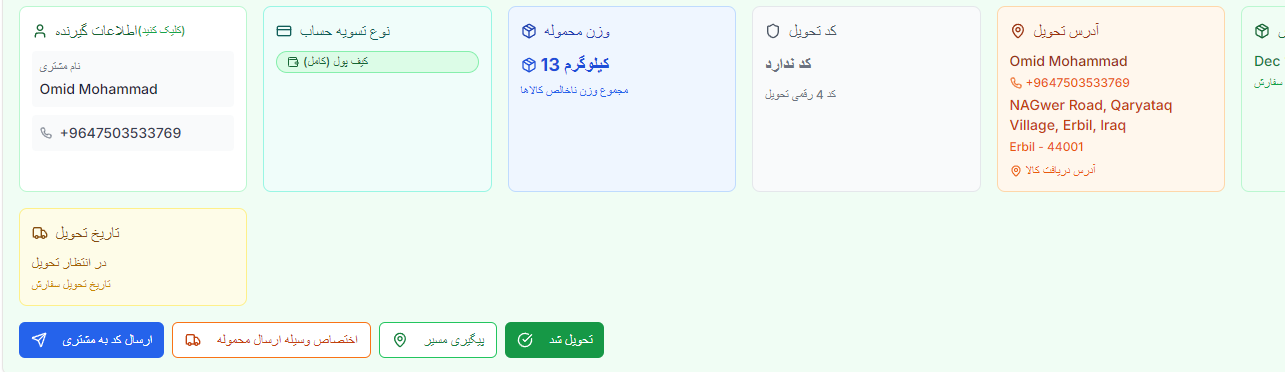 اطلاعات گیرنده(کلیک کنید)
نام مشتری
Omid Mohammad
+9647503533769
نوع تسویه حساب
کیف پول (کامل)
وزن محموله
13 کیلوگرم
مجموع وزن ناخالص کالاها
کد تحویل
کد ندارد
کد 4 رقمی تحویل
آدرس تحویل
Omid Mohammad
+9647503533769
NAGwer Road, Qaryataq
Village, Erbil, Iraq
Erbil - 44001
آدرس دریافت کالا
Dec
سفارش
تاریخ تحویل
در انتظار تحویل
تاریخ تحویل سفارش
ارسال کد به مشتری
اختصاص وسیله ارسال محموله
پیگیری مسیر
تحویل شد